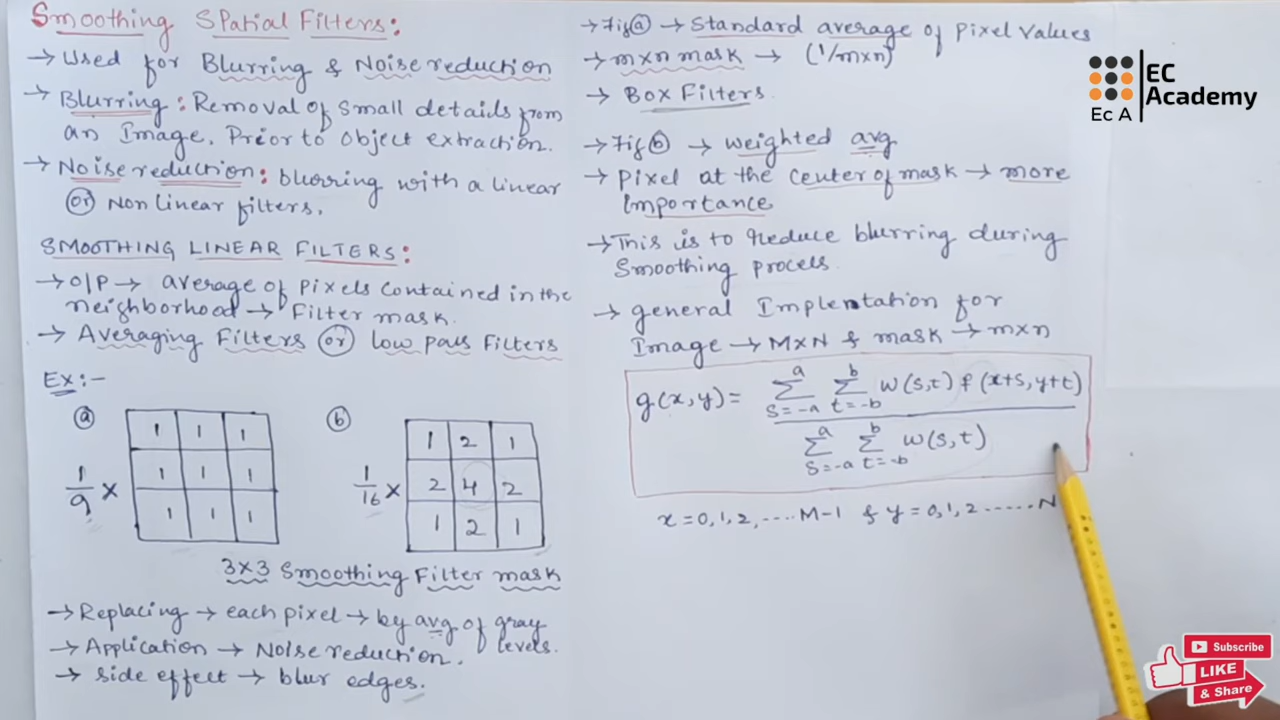 Smoothing Spatial Filters:
→ Used for Blurring & Noise reduction
→ Blurring: Removal of small details from
an Image, Prior to Object extraction.
→ Noise reduction: blurring with a linear
(or) Non linear filters.
SMOOTHING LINEAR FILTERS:
→ O/P → average of pixels contained in the
neighborhood → Filter mask.
→ Averaging Filters (or) low pass Filters
Ex:-
(a)
1/9 ×
1 1 1
1 1 1
1 1 1
(b)
1/16 ×
1 2 1
2 4 2
1 2 1
3×3 Smoothing Filter mask
→ Replacing → each pixel → by avg of gray
levels.
→ Application → Noise reduction.
→ side effect → blur edges.
→ Fig(a) → Standard average of pixel values
→ m×n mask → (1/m×n)
→ Box Filters
→ Fig(b) → weighted avg
→ Pixel at the center of mask → more
Importance
→ This is to reduce blurring during
Smoothing process.
→ general Implentation for
Image → M×N & mask → m×n
g(x,y) = Σ(s=-a to a) Σ(t=-b to b) w(s,t) f(x+s, y+t)
Σ(s=-a to a) Σ(t=-b to b) w(s,t)
x = 0,1,2,....M-1 & y = 0,1,2......N
EC
Academy
Ec A
Subscribe
LIKE
& Share